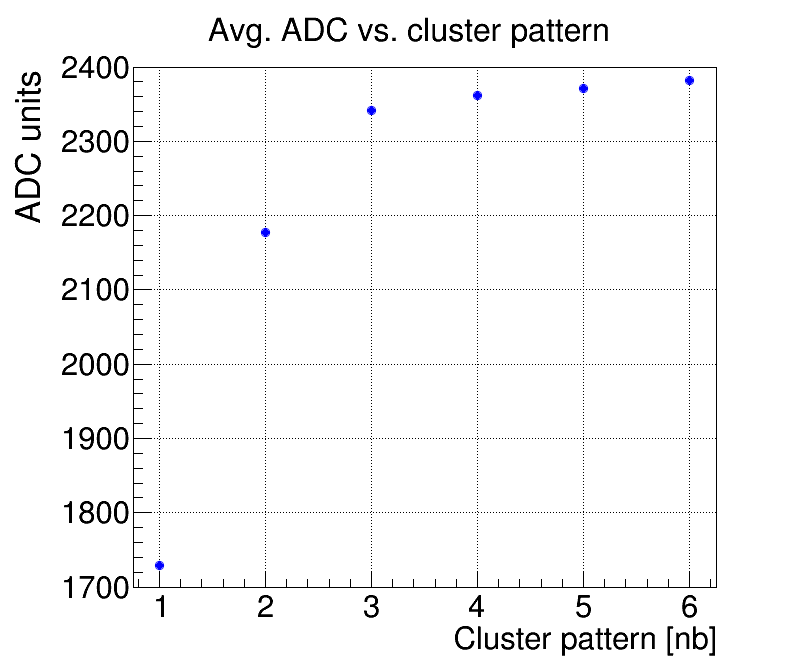 Avg. ADC vs. cluster pattern
ADC units
2400
2300
2200
2100
2000
1900
1800
1700
1 2 3 4 5 6
Cluster pattern [nb]